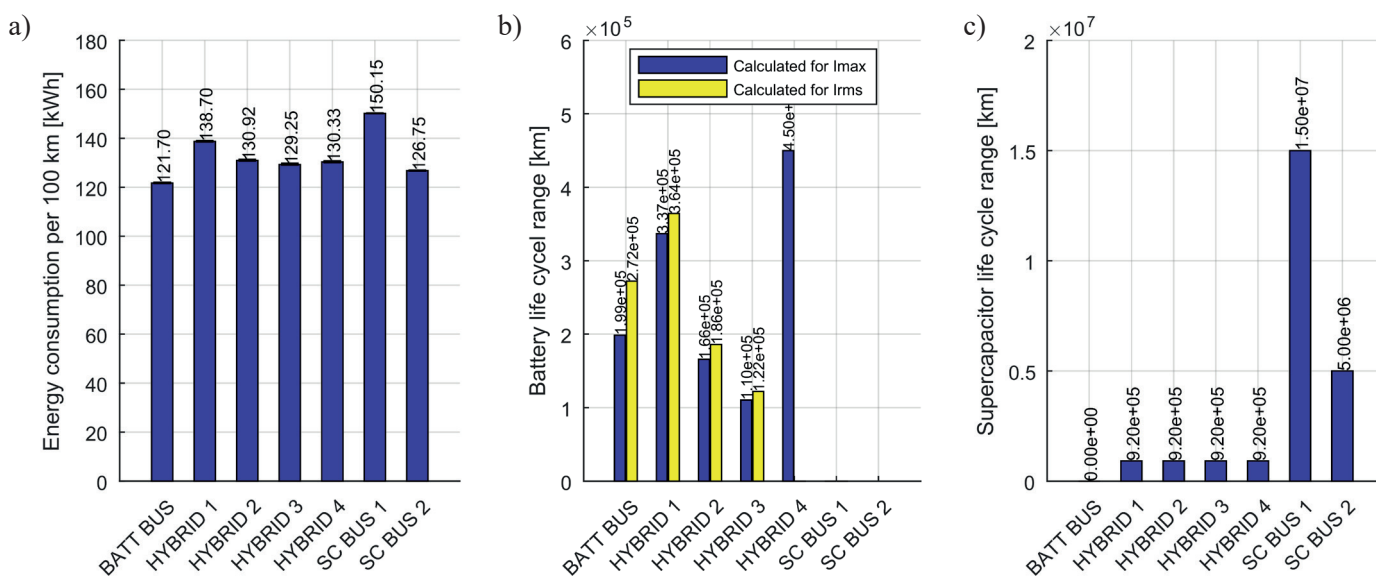 a)
Energy consumption per 100 km [kWh]
180
160
140
120
100
80
60
40
20
0
121.70
138.70
130.92
129.25
130.33
150.15
126.75
BATT BUS
HYBRID 1
HYBRID 2
HYBRID 3
HYBRID 4
SC BUS 1
SC BUS 2
b)
×10⁵
Battery life cycel range [km]
6
5
4
3
2
1
0
Calculated for Imax
Calculated for Irms
1.99e+05
2.72e+05
3.37e+05
3.64e+05
1.66e+05
1.86e+05
1.10e+05
1.22e+05
4.50e+
BATT BUS
HYBRID 1
HYBRID 2
HYBRID 3
HYBRID 4
SC BUS 1
SC BUS 2
c)
×10⁷
Supercapacitor life cycle range [km]
2
1.5
1
0.5
0
0.00e+00
9.20e+05
9.20e+05
9.20e+05
9.20e+05
1.50e+07
5.00e+06
BATT BUS
HYBRID 1
HYBRID 2
HYBRID 3
HYBRID 4
SC BUS 1
SC BUS 2